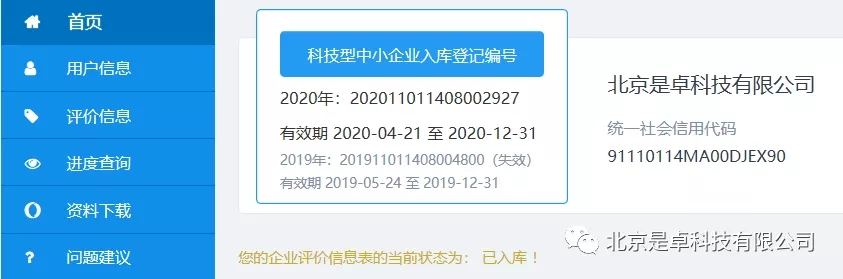 首页
用户信息
评价信息
进度查询
资料下载
问题建议
科技型中小企业入库登记编号
2020年：202011011408002927
有效期 2020-04-21 至 2020-12-31
2019年：201911011408004800（失效）
有效期 2019-05-24 至 2019-12-31
北京是卓科技有限公司
统一社会信用代码
91110114MA00DJEX90
您的企业评价信息表的当前状态为： 已入库！
北京是卓科技有限公司